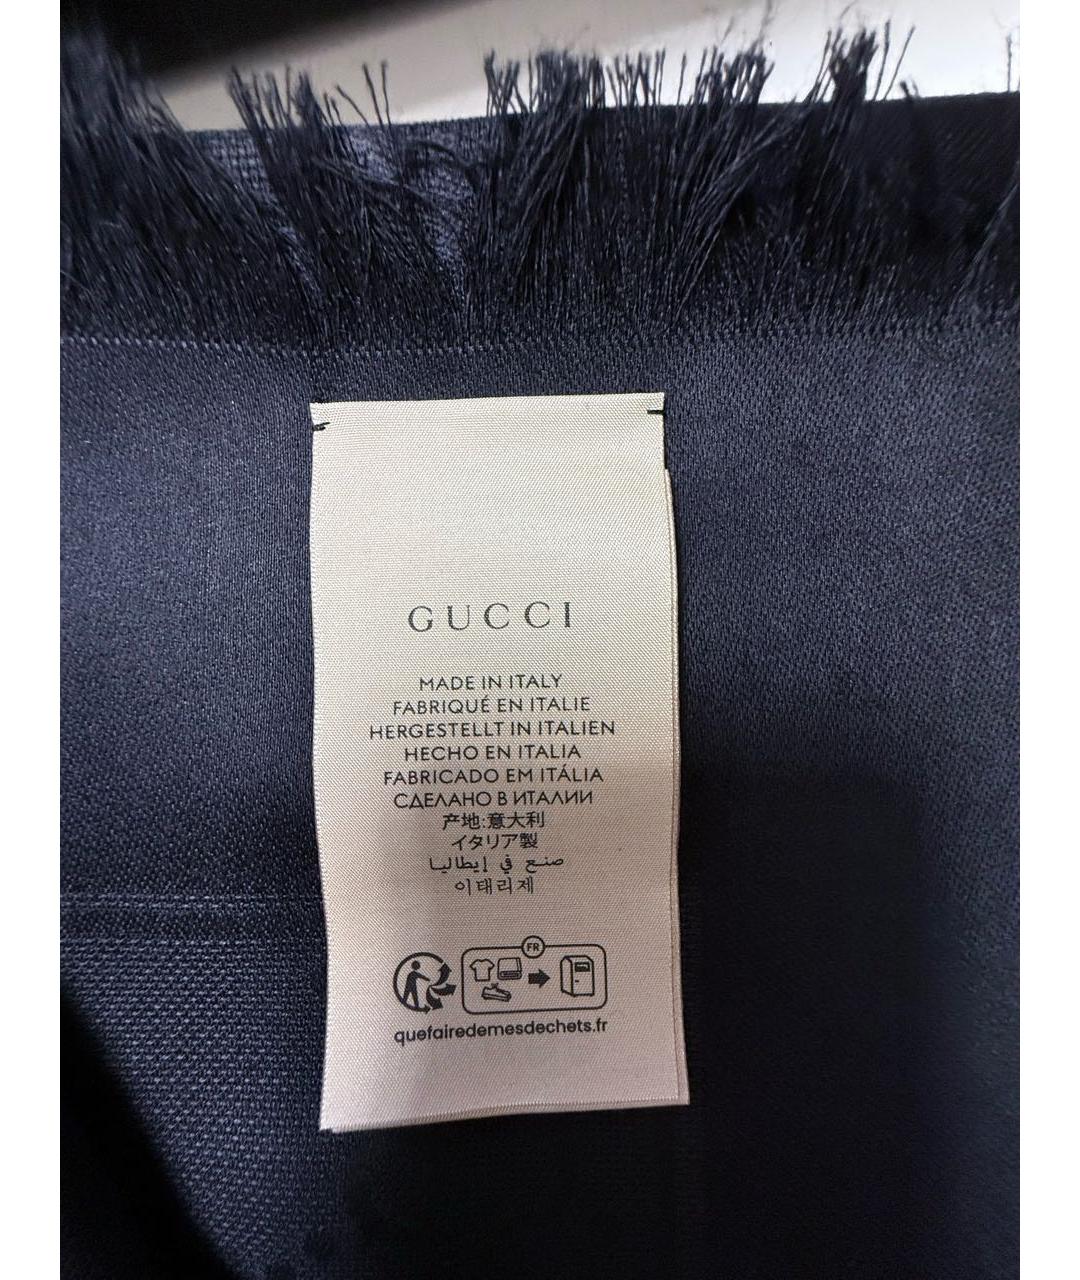 GUCCI
MADE IN ITALY
FABRIQUÉ EN ITALIE
HERGESTELLT IN ITALIEN
HECHO EN ITALIA
FABRICADO EM ITÁLIA
СДЕЛАНО В ИТАЛИИ
产地:意大利
イタリア製
صنع في إيطاليا
이태리제
FR
quefairedemesdechets.fr